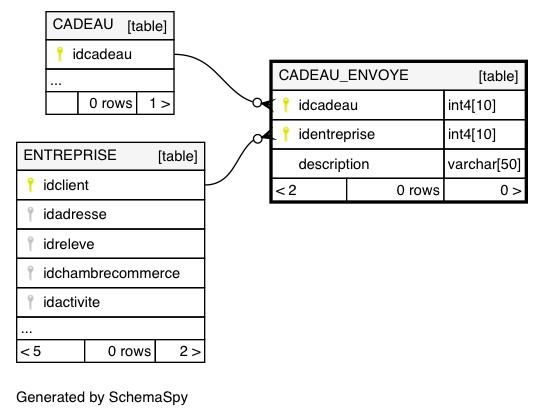 CADEAU [table]
idcadeau
...
0 rows 1 >
CADEAU_ENVOYE [table]
idcadeau int4[10]
identreprise int4[10]
description varchar[50]
< 2 0 rows 0 >
ENTREPRISE [table]
idclient
idadresse
idreleve
idchambrecommerce
idactivite
...
< 5 0 rows 2 >
Generated by SchemaSpy